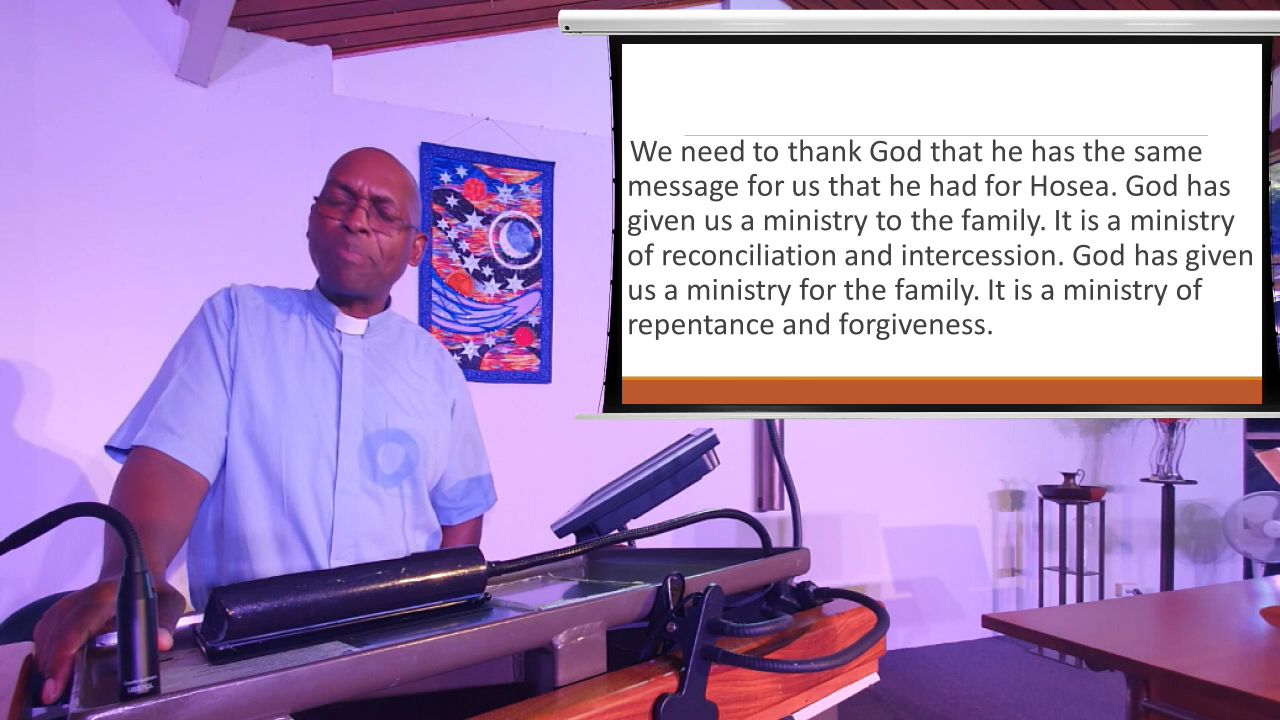 We need to thank God that he has the same
message for us that he had for Hosea. God has
given us a ministry to the family. It is a ministry
of reconciliation and intercession. God has given
us a ministry for the family. It is a ministry of
repentance and forgiveness.